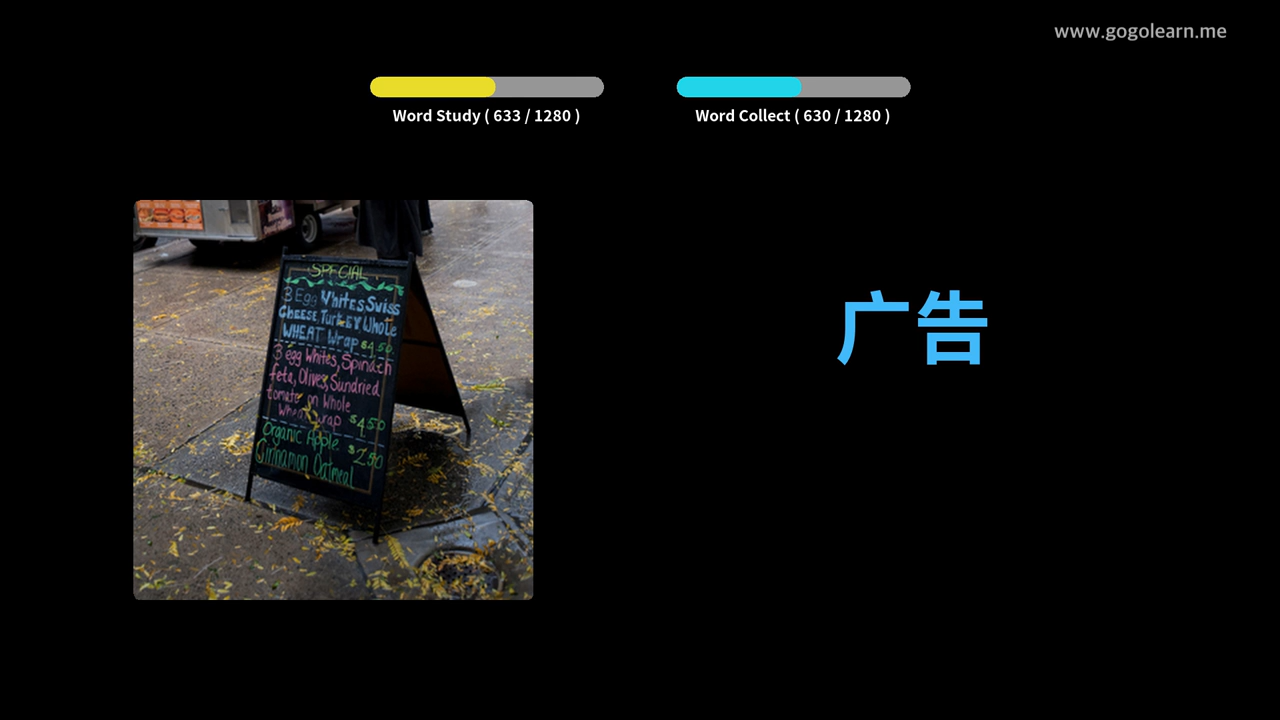 www.gogolearn.me
Word Study ( 633 / 1280 )
Word Collect ( 630 / 1280 )
SPECIAL
3 Egg Whites, Swiss
Cheese, Turkey Whole
WHEAT Wrap $4.50
3 egg Whites, Spinach
feta, Olives, Sundried
tomato on Whole
Wheat Wrap $4.50
Organic Apple $2.50
Cinnamon Oatmeal
广告